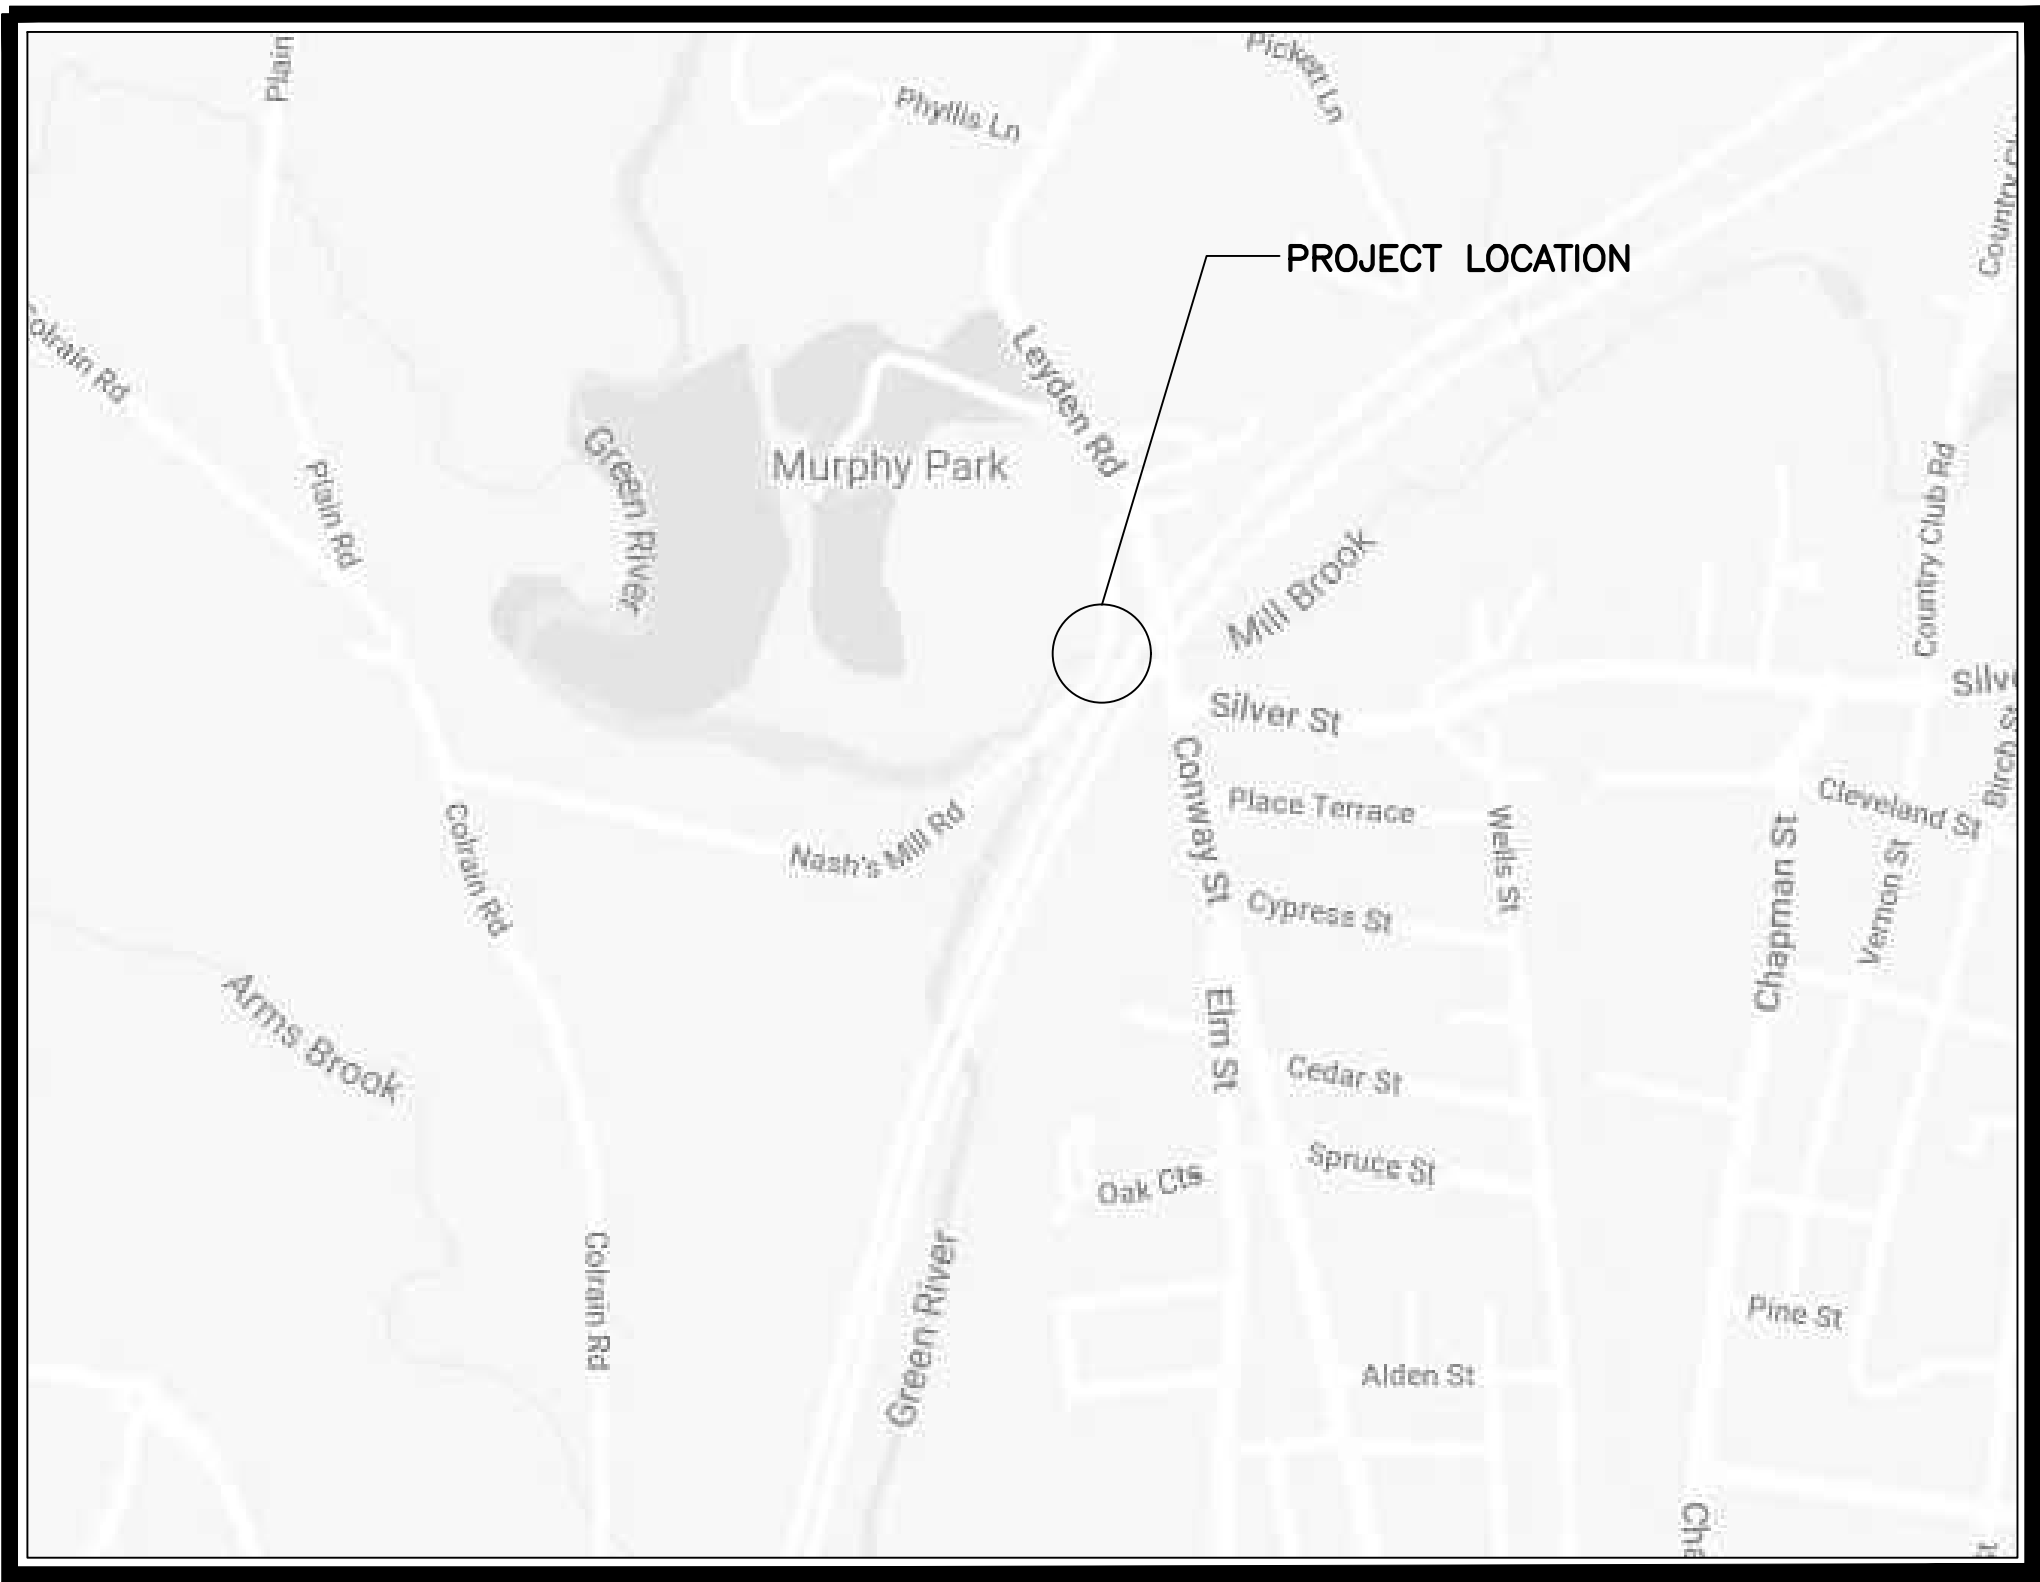 Plain
Picken Ln
Phyllis Ln
PROJECT LOCATION
Colrain Rd
Leyden Rd
Plain Rd
Green River
Murphy Park
Country Club Rd
Mill Brook
Silver St
Conway St
Place Terrace
Wells St
Cleveland St
Nash's Mill Rd
Colrain Rd
Cypress St
Chapman St
Vernon St
Arms Brook
Elm St
Cedar St
Spruce St
Oak Cts
Colrain Rd
Green River
Pine St
Alden St